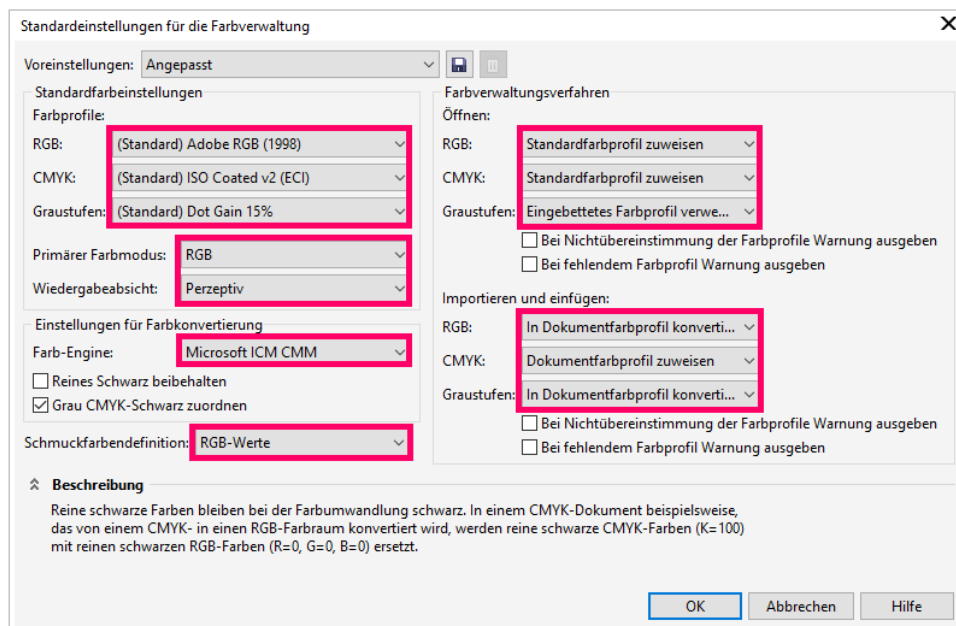 Standardeinstellungen für die Farbverwaltung
Voreinstellungen: Angepasst
Standardfarbeinstellungen
Farbprofile:
RGB: (Standard) Adobe RGB (1998)
CMYK: (Standard) ISO Coated v2 (ECI)
Graustufen: (Standard) Dot Gain 15%
Primärer Farbmodus: RGB
Wiedergabeabsicht: Perzeptiv
Einstellungen für Farbkonvertierung
Farb-Engine: Microsoft ICM CMM
Reines Schwarz beibehalten
Grau CMYK-Schwarz zuordnen
Schmuckfarbendefinition: RGB-Werte
Farbverwaltungsverfahren
Öffnen:
RGB: Standardfarbprofil zuweisen
CMYK: Standardfarbprofil zuweisen
Graustufen: Eingebettetes Farbprofil verwe...
Bei Nichtübereinstimmung der Farbprofile Warnung ausgeben
Bei fehlendem Farbprofil Warnung ausgeben
Importieren und einfügen:
RGB: In Dokumentfarbprofil konverti...
CMYK: Dokumentfarbprofil zuweisen
Graustufen: In Dokumentfarbprofil konverti...
Bei Nichtübereinstimmung der Farbprofile Warnung ausgeben
Bei fehlendem Farbprofil Warnung ausgeben
Beschreibung
Reine schwarze Farben bleiben bei der Farbumwandlung schwarz. In einem CMYK-Dokument beispielsweise,
das von einem CMYK- in einen RGB-Farbraum konvertiert wird, werden reine schwarze CMYK-Farben (K=100)
mit reinen schwarzen RGB-Farben (R=0, G=0, B=0) ersetzt.
OK Abbrechen Hilfe